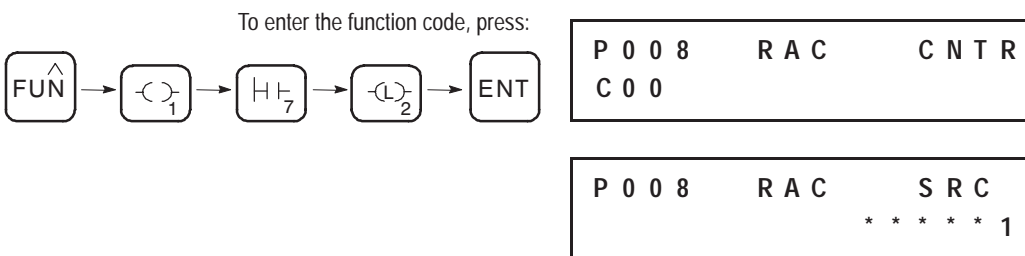 To enter the function code, press:
FUN ^ → -( )- 1 → ┤ ├ 7 → -(L)- 2 → ENT
P008 RAC CNTR
C00
P008 RAC SRC
*****1